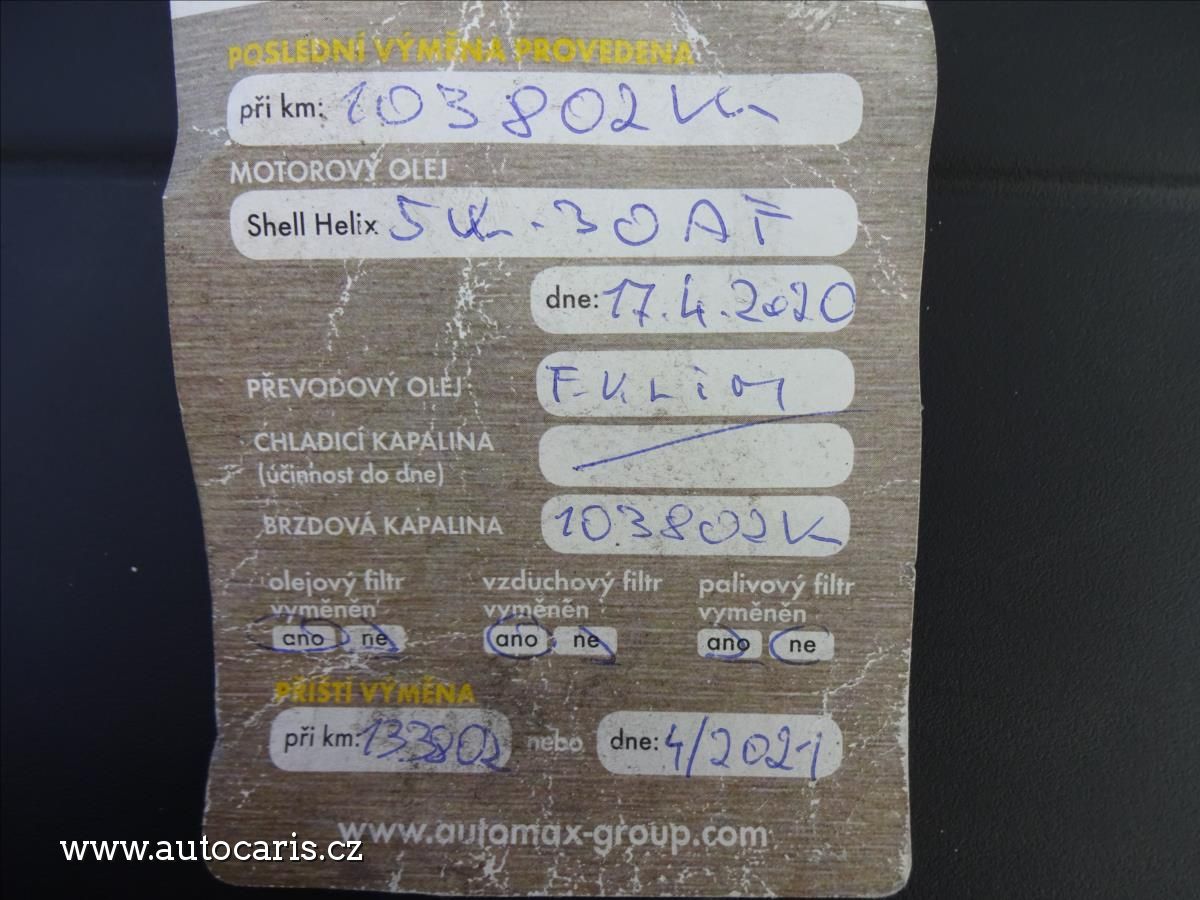 POSLEDNÍ VÝMĚNA PROVEDENA
při km: 103802 Km
MOTOROVÝ OLEJ
Shell Helix 5W-30 AF
dne: 17.4.2020
PŘEVODOVÝ OLEJ
CHLADICÍ KAPALINA
(účinnost do dne)
BRZDOVÁ KAPALINA 103802K
olejový filtr vzduchový filtr palivový filtr
vyměněn vyměněn vyměněn
ano ne ano ne ano ne
PŘÍŠTÍ VÝMĚNA
při km: 133802 nebo dne: 4/2021
www.automax-group.com
www.autocaris.cz